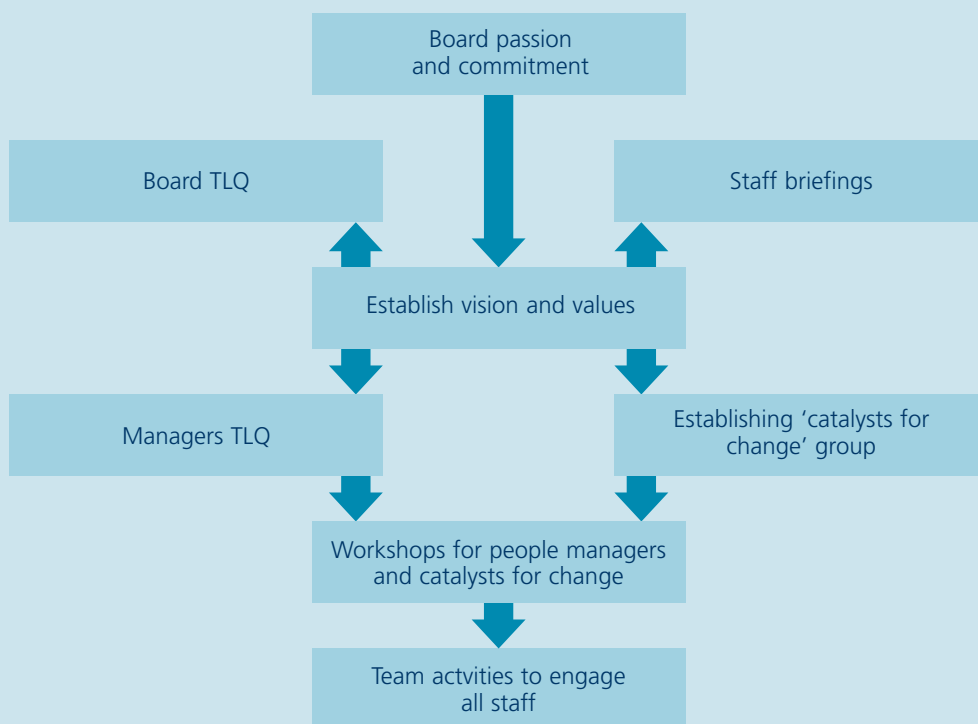 Board passion
and commitment
Board TLQ
Staff briefings
Establish vision and values
Managers TLQ
Establishing ‘catalysts for
change’ group
Workshops for people managers
and catalysts for change
Team actvities to engage
all staff